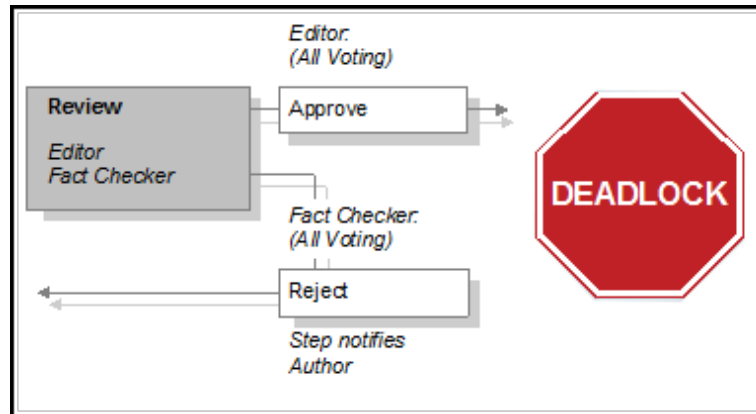 Editor:
(All Voting)
Review
Approve
Editor
Fact Checker
DEADLOCK
Fact Checker:
(All Voting)
Reject
Step notifies
Author